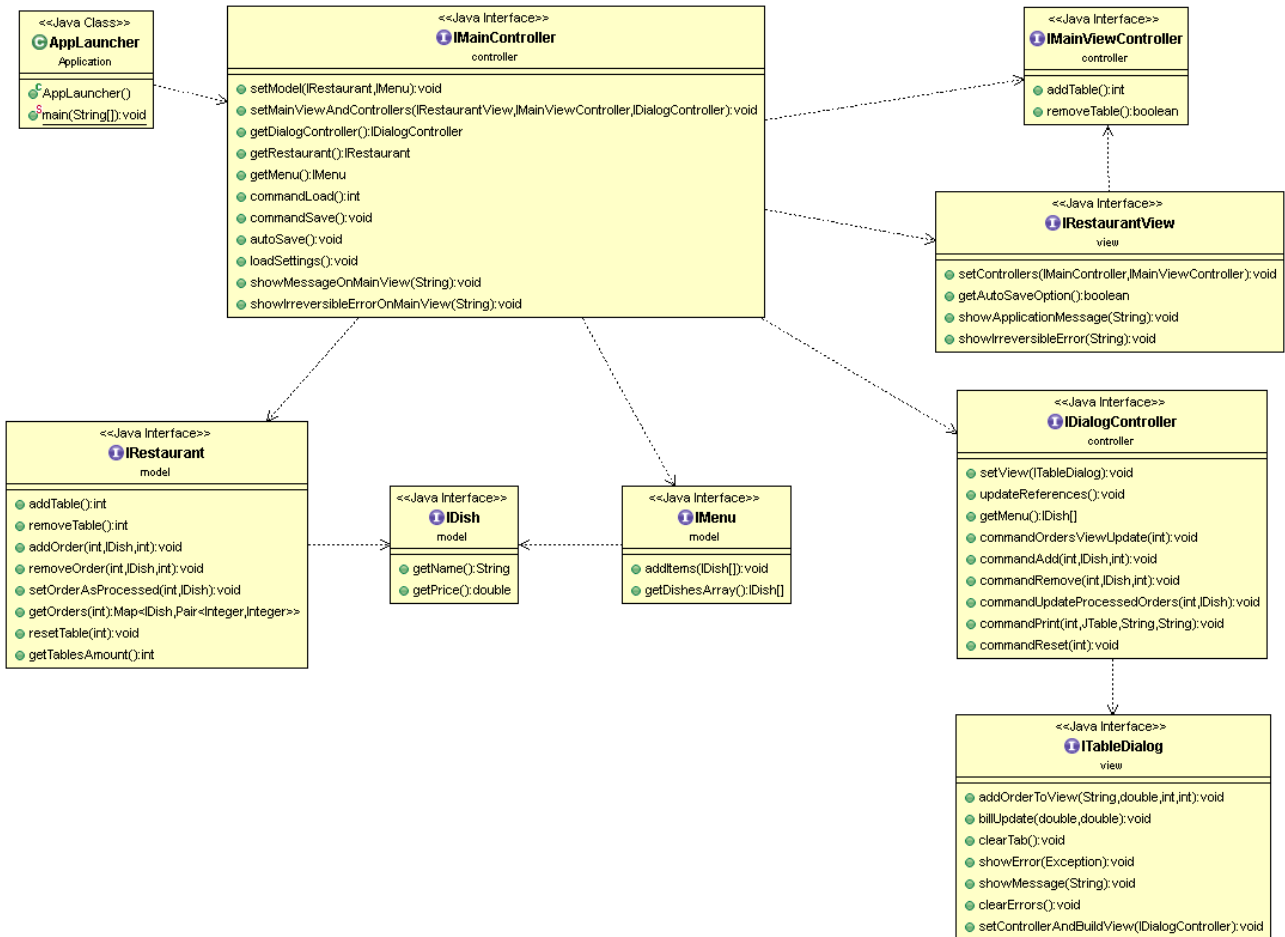 <<Java Class>>
AppLauncher
Application
AppLauncher()
main(String[]):void
<<Java Interface>>
IMainController
controller
setModel(IRestaurant,IMenu):void
setMainViewAndControllers(IRestaurantView,IMainViewController,IDialogController):void
getDialogController():IDialogController
getRestaurant():IRestaurant
getMenu():IMenu
commandLoad():int
commandSave():void
autoSave():void
loadSettings():void
showMessageOnMainView(String):void
showIrreversibleErrorOnMainView(String):void
<<Java Interface>>
IMainViewController
controller
addTable():int
removeTable():boolean
<<Java Interface>>
IRestaurantView
view
setControllers(IMainController,IMainViewController):void
getAutoSaveOption():boolean
showApplicationMessage(String):void
showIrreversibleError(String):void
<<Java Interface>>
IRestaurant
model
addTable():int
removeTable():int
addOrder(int,IDish,int):void
removeOrder(int,IDish,int):void
setOrderAsProcessed(int,IDish):void
getOrders(int):Map<IDish,Pair<Integer,Integer>>
resetTable(int):void
getTablesAmount():int
<<Java Interface>>
IDish
model
getName():String
getPrice():double
<<Java Interface>>
IMenu
model
addItems(IDish[]):void
getDishesArray():IDish[]
<<Java Interface>>
IDialogController
controller
setView(ITableDialog):void
updateReferences():void
getMenu():IDish[]
commandOrdersViewUpdate(int):void
commandAdd(int,IDish,int):void
commandRemove(int,IDish,int):void
commandUpdateProcessedOrders(int,IDish):void
commandPrint(int,JTable,String,String):void
commandReset(int):void
<<Java Interface>>
ITableDialog
view
addOrderToView(String,double,int,int):void
billUpdate(double,double):void
clearTab():void
showError(Exception):void
showMessage(String):void
clearErrors():void
setControllerAndBuildView(IDialogController):void